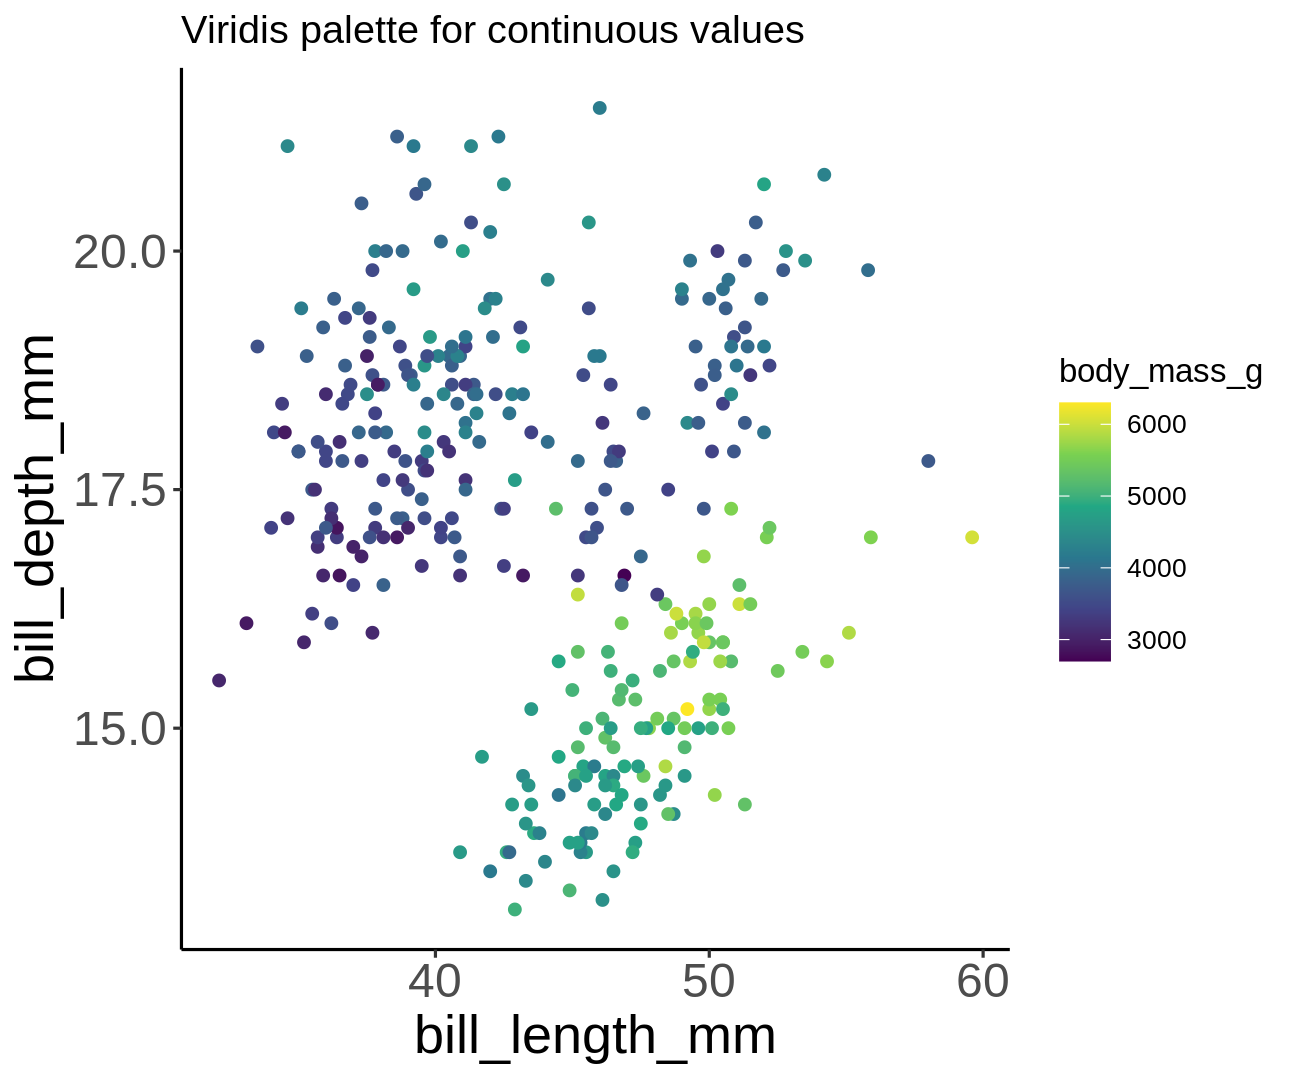 Viridis palette for continuous values
bill_depth_mm
20.0
17.5
15.0
40
50
60
bill_length_mm
body_mass_g
6000
5000
4000
3000